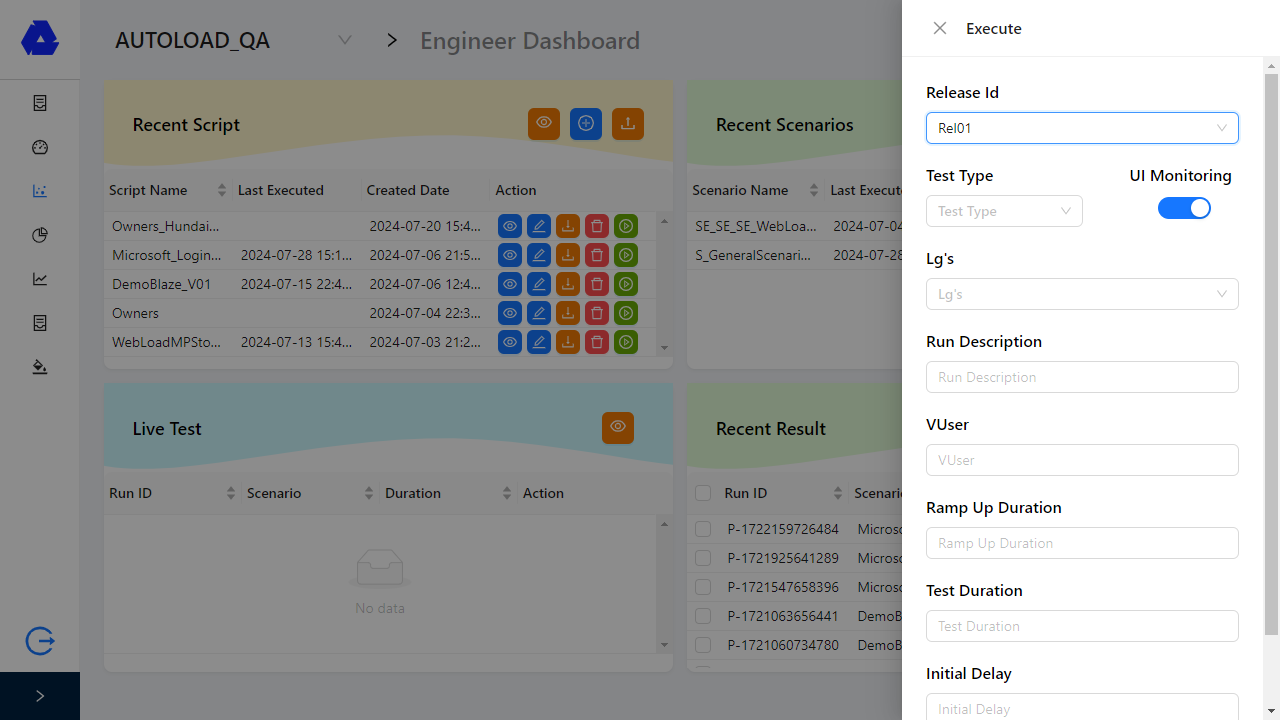 AUTOLOAD_QA
Engineer Dashboard
Recent Script
Script Name Last Executed Created Date Action
Owners_Hundai... 2024-07-20 15:4...
Microsoft_Login... 2024-07-28 15:1... 2024-07-06 21:5...
DemoBlaze_V01 2024-07-15 22:4... 2024-07-06 12:4...
Owners 2024-07-04 22:3...
WebLoadMPSto... 2024-07-13 15:4... 2024-07-03 21:2...
Recent Scenarios
Scenario Name Last Execut
SE_SE_SE_WebLoa... 2024-07-04
S_GeneralScenari... 2024-07-28
Live Test
Run ID Scenario Duration Action
No data
Recent Result
Run ID Scenari
P-1722159726484 Microso
P-1721925641289 Microso
P-1721547658396 Microso
P-1721063656441 DemoB
P-1721060734780 DemoB
Execute
Release Id
Rel01
Test Type UI Monitoring
Test Type
Lg's
Lg's
Run Description
Run Description
VUser
VUser
Ramp Up Duration
Ramp Up Duration
Test Duration
Test Duration
Initial Delay
Initial Delay